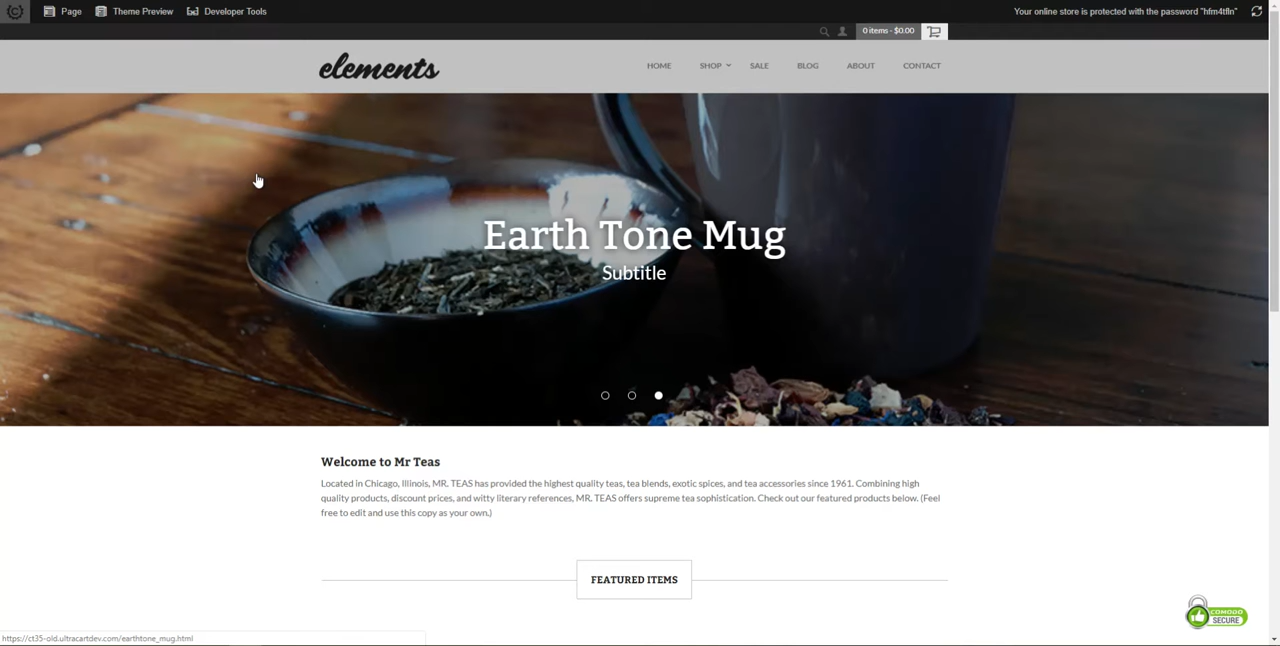 Page Theme Preview Developer Tools Your online store is protected with the password "hfm4tfln"
0 items - $0.00
elements HOME SHOP SALE BLOG ABOUT CONTACT
Earth Tone Mug
Subtitle
Welcome to Mr Teas
Located in Chicago, Illinois, MR. TEAS has provided the highest quality teas, tea blends, exotic spices, and tea accessories since 1961. Combining high
quality products, discount prices, and witty literary references, MR. TEAS offers supreme tea sophistication. Check out our featured products below. (Feel
free to edit and use this copy as your own.)
FEATURED ITEMS
COMODO
SECURE
https://ct35-old.ultracartdev.com/earthtone_mug.html